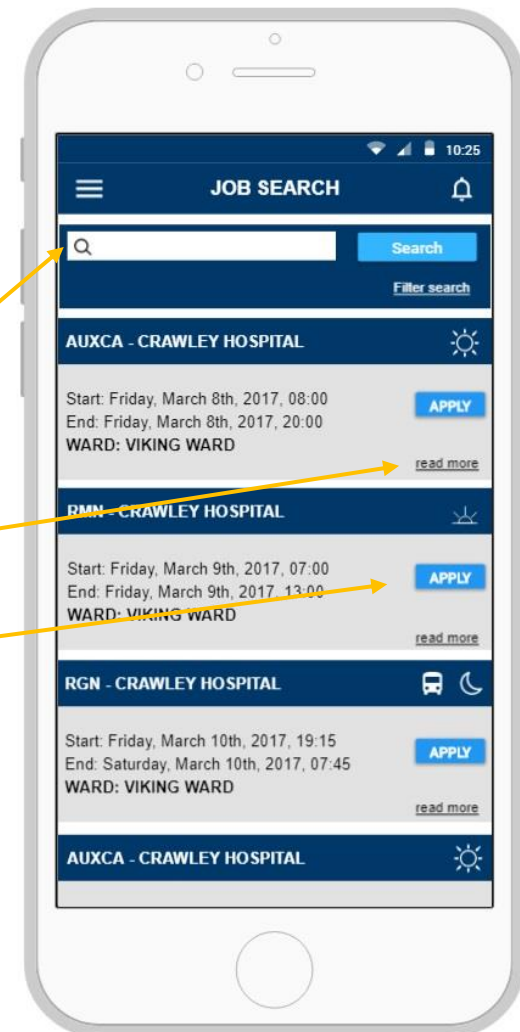 10:25
JOB SEARCH
Search
Filter search
AUXCA - CRAWLEY HOSPITAL
Start: Friday, March 8th, 2017, 08:00
APPLY
End: Friday, March 8th, 2017, 20:00
WARD: VIKING WARD
read more
RMN - CRAWLEY HOSPITAL
Start: Friday, March 9th, 2017, 07:00
APPLY
End: Friday, March 9th, 2017, 13:00
WARD: VIKING WARD
read more
RGN - CRAWLEY HOSPITAL
Start: Friday, March 10th, 2017, 19:15
APPLY
End: Saturday, March 10th, 2017, 07:45
WARD: VIKING WARD
read more
AUXCA - CRAWLEY HOSPITAL